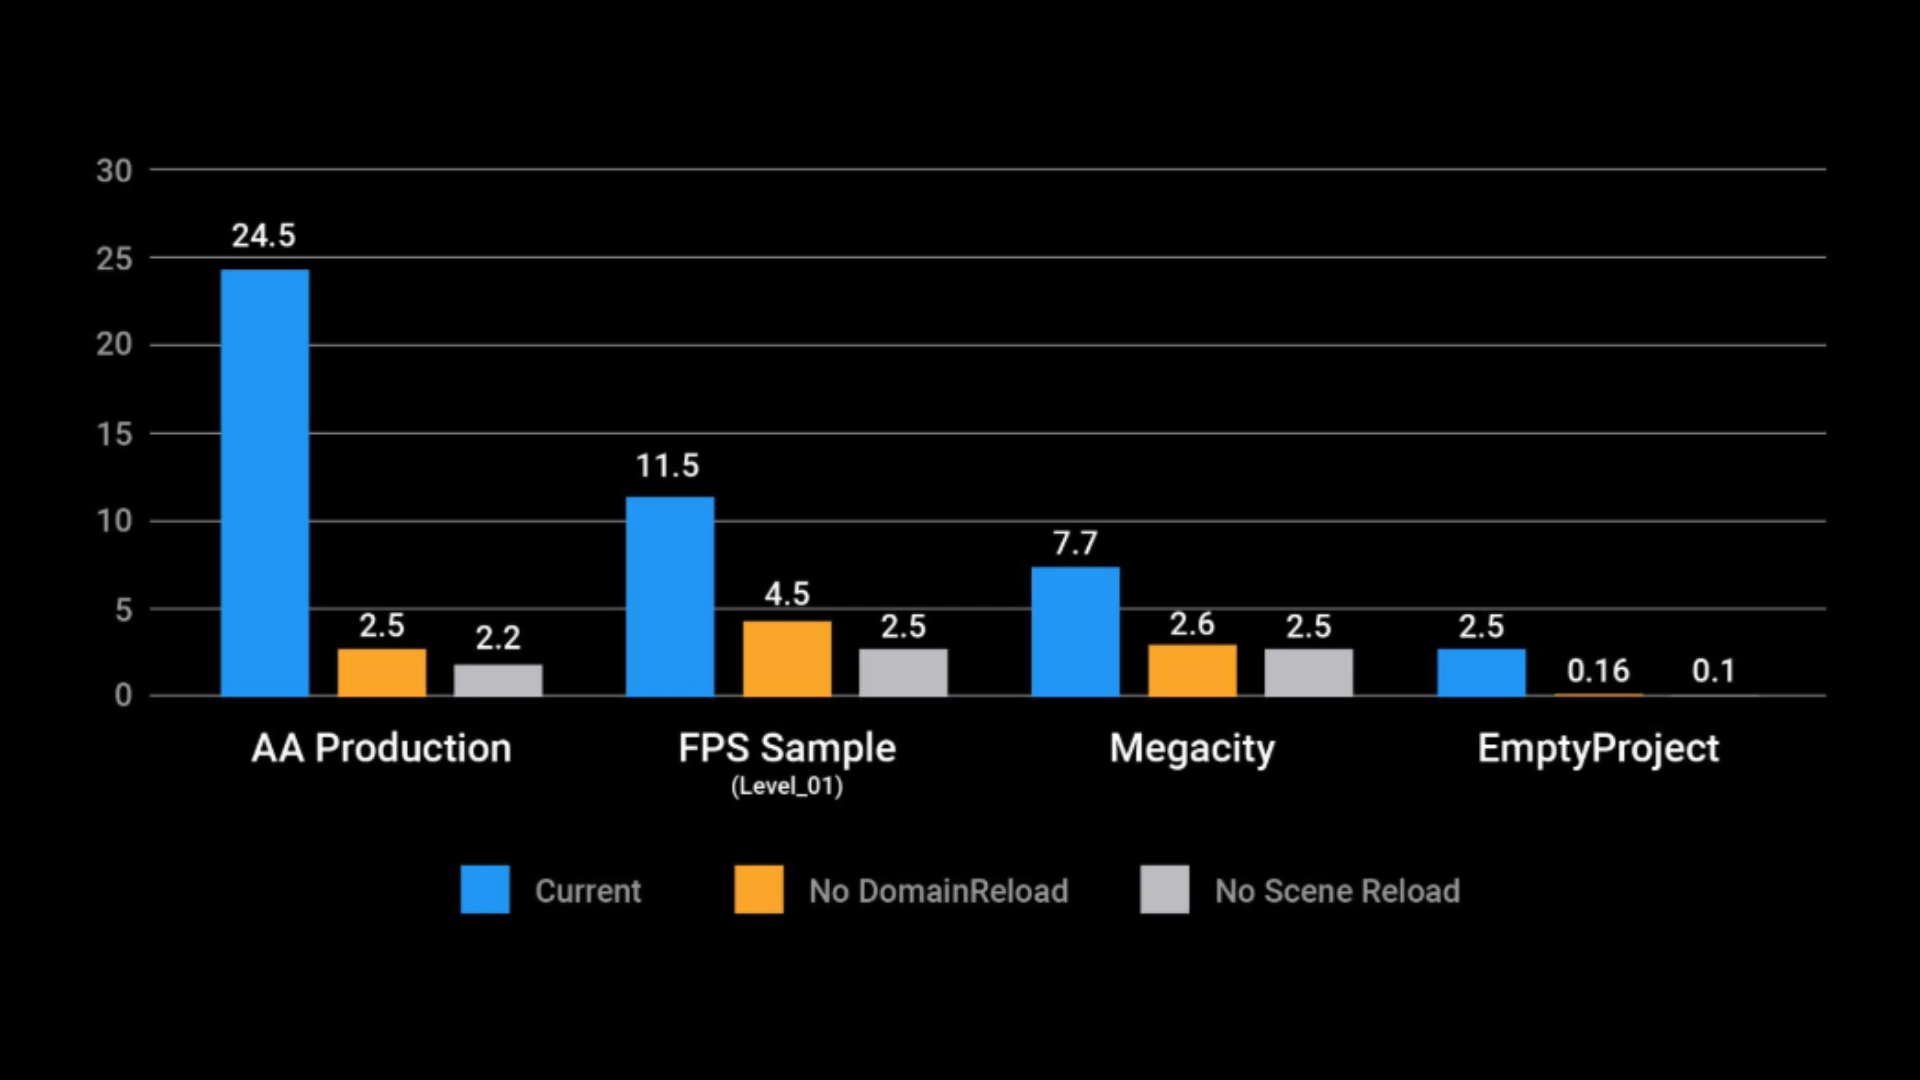 30
24.5
25
20
15
11.5
10
7.7
5
2.5
2.2
4.5
2.5
2.6
2.5
2.5
0.16
0.1
0
AA Production
FPS Sample
(Level_01)
Megacity
EmptyProject
Current
No DomainReload
No Scene Reload